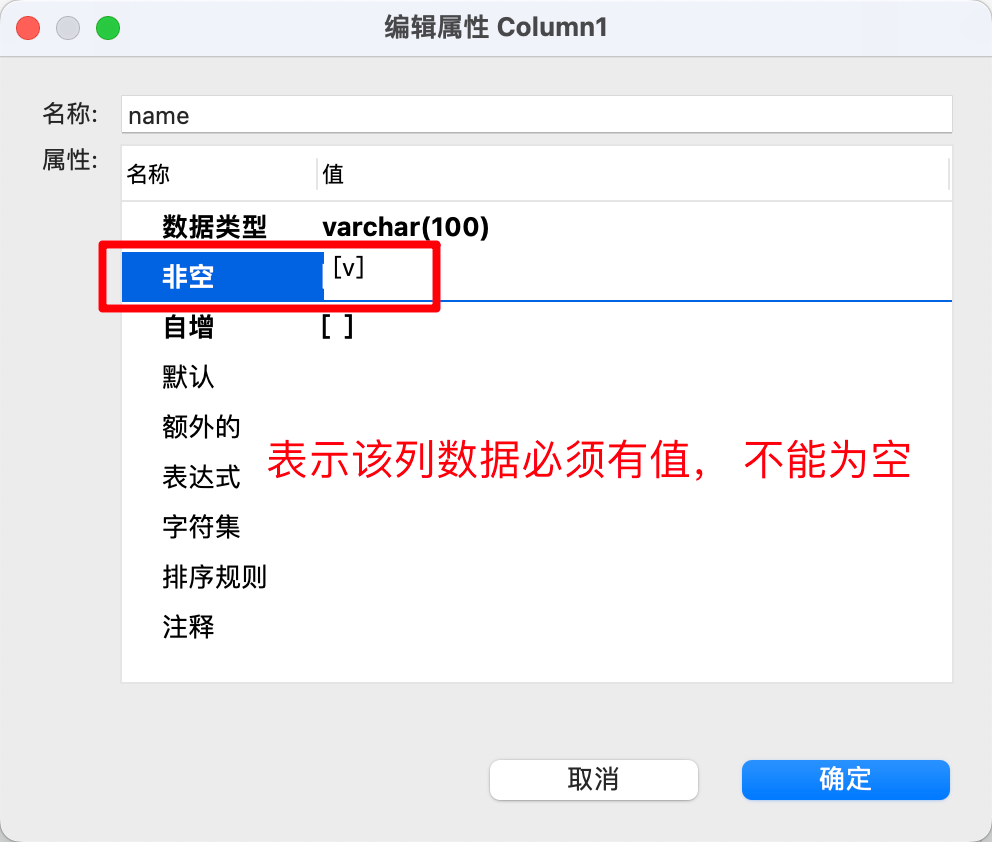 编辑属性 Column1
名称: name
属性:
名称 值
数据类型 varchar(100)
非空 [v]
自增 [ ]
默认
额外的
表达式
表示该列数据必须有值，不能为空
字符集
排序规则
注释
取消 确定